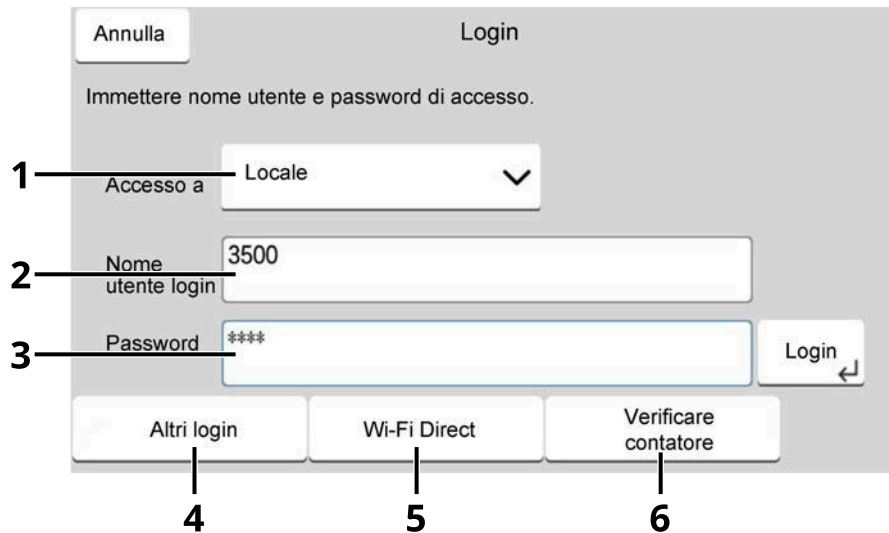 Annulla
Login
Immettere nome utente e password di accesso.
1
Accesso a
Locale
2
Nome
utente login
3500
3
Password
****
Login
Altri login
Wi-Fi Direct
Verificare
contatore
4
5
6